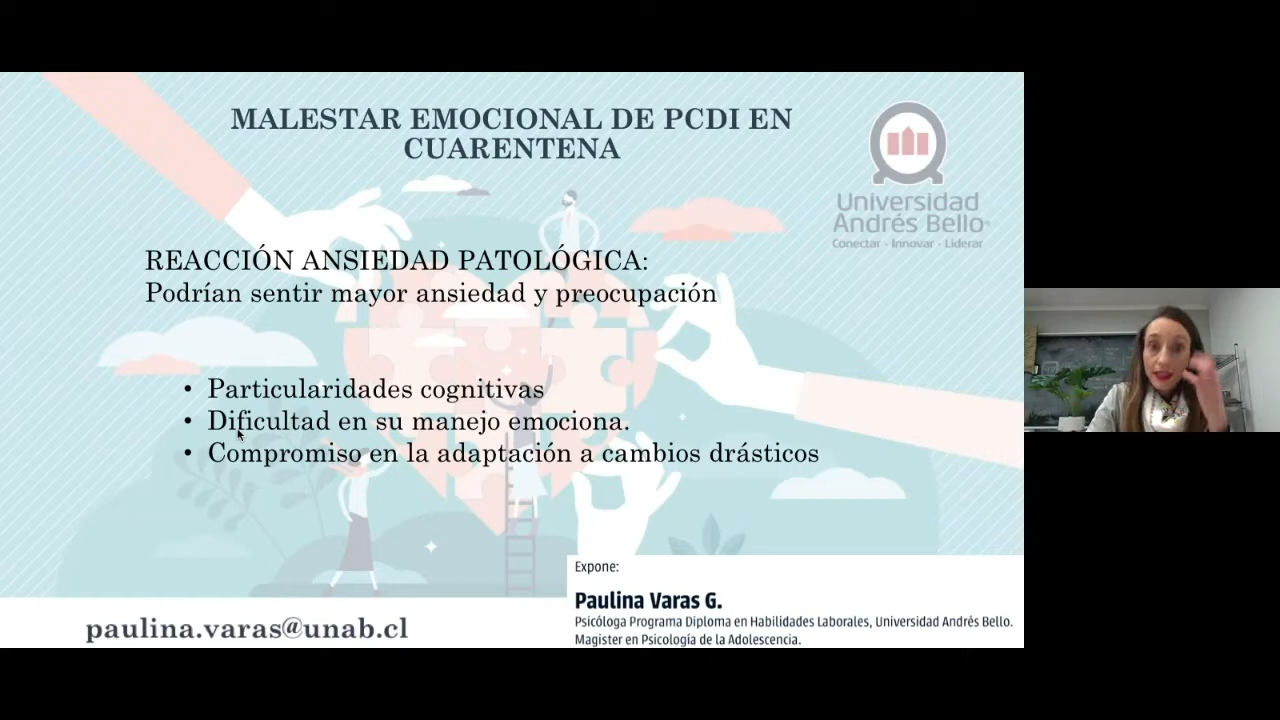 MALESTAR EMOCIONAL DE PCDI EN
CUARENTENA
Universidad
Andrés Bello
Conectar - Innovar - Liderar
REACCIÓN ANSIEDAD PATOLÓGICA:
Podrían sentir mayor ansiedad y preocupación
• Particularidades cognitivas
• Dificultad en su manejo emociona.
• Compromiso en la adaptación a cambios drásticos
Expone:
Paulina Varas G.
Psicóloga Programa Diploma en Habilidades Laborales, Universidad Andrés Bello.
Magister en Psicología de la Adolescencia.
paulina.varas@unab.cl